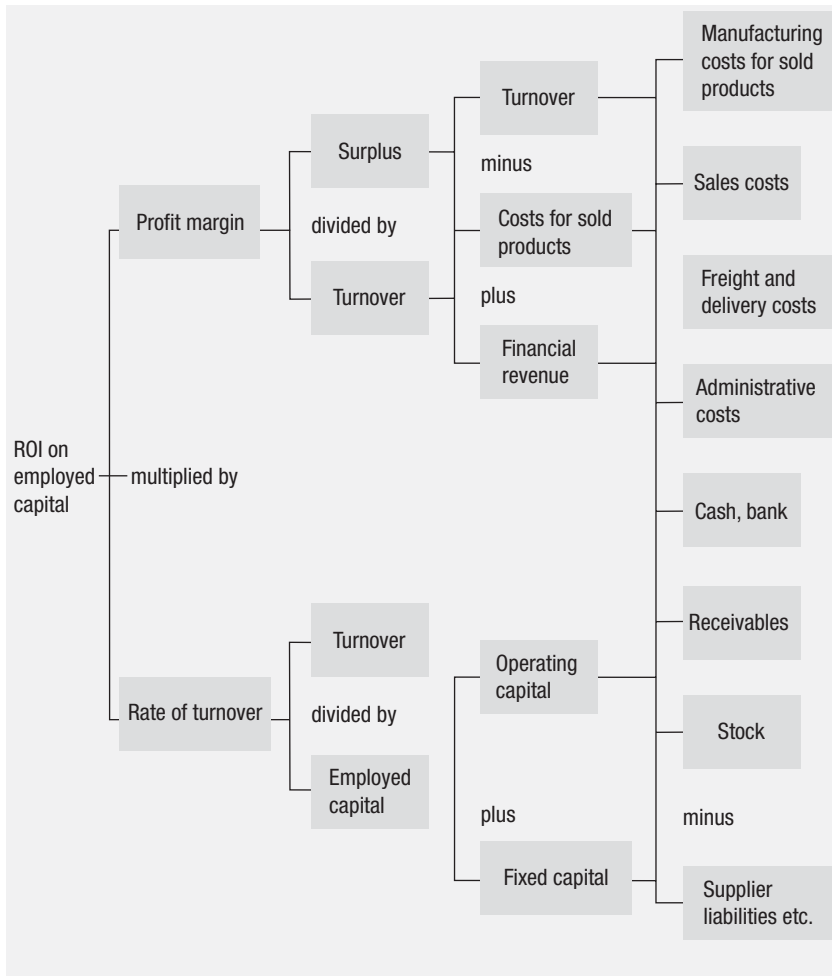 ROI on
employed
capital
multiplied by
Profit margin
Rate of turnover
Surplus
divided by
Turnover
Turnover
divided by
Employed
capital
Turnover
minus
Costs for sold
products
plus
Financial
revenue
Operating
capital
plus
Fixed capital
Manufacturing
costs for sold
products
Sales costs
Freight and
delivery costs
Administrative
costs
Cash, bank
Receivables
Stock
minus
Supplier
liabilities etc.